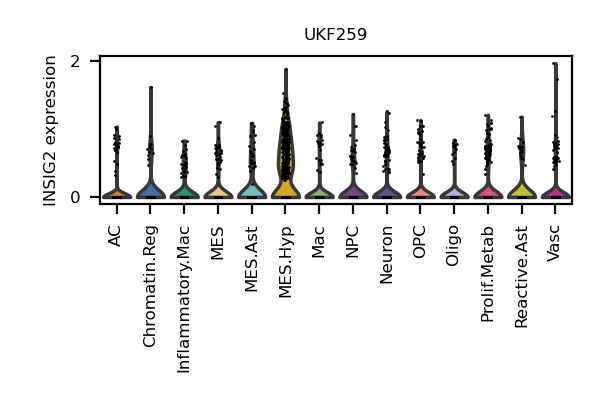 UKF259
INSIG2 expression
2
0
AC
Chromatin.Reg
Inflammatory.Mac
MES
MES.Ast
MES.Hyp
Mac
NPC
Neuron
OPC
Oligo
Prolif.Metab
Reactive.Ast
Vasc